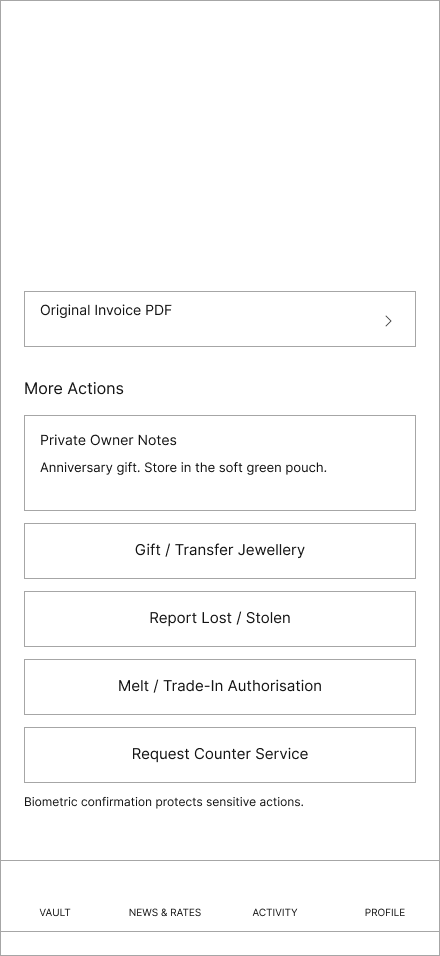 Original Invoice PDF
More Actions
Private Owner Notes
Anniversary gift. Store in the soft green pouch.
Gift / Transfer Jewellery
Report Lost / Stolen
Melt / Trade-In Authorisation
Request Counter Service
Biometric confirmation protects sensitive actions.
VAULT NEWS & RATES ACTIVITY PROFILE